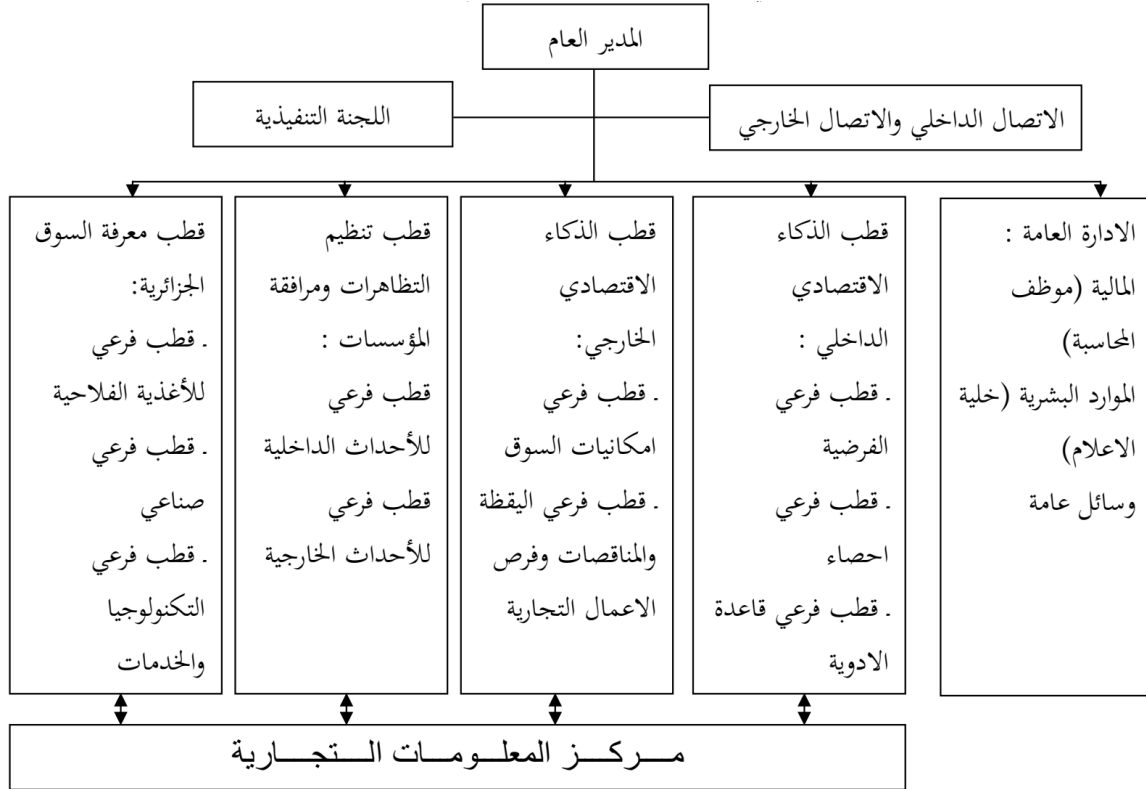 المدير العام
الاتصال الداخلي والاتصال الخارجي
اللجنة التنفيذية
الادارة العامة :
المالية (موظف
المحاسبة)
الموارد البشرية (خلية
الاعلام)
وسائل عامة
قطب الذكاء
الاقتصادي
الداخلي :
. قطب فرعي
الفرضية
. قطب فرعي
احصاء
. قطب فرعي قاعدة
الادوية
قطب الذكاء
الاقتصادي
الخارجي:
. قطب فرعي
امكانيات السوق
. قطب فرعي اليقظة
والمناقصات وفرص
الاعمال التجارية
قطب تنظيم
التظاهرات ومرافقة
المؤسسات :
قطب فرعي
للأحداث الداخلية
قطب فرعي
للأحداث الخارجية
قطب معرفة السوق
الجزائرية:
. قطب فرعي
للأغذية الفلاحية
. قطب فرعي
صناعي
. قطب فرعي
التكنولوجيا
والخدمات
مـــركـــز المعلـــومـــات الـــتجـــارية